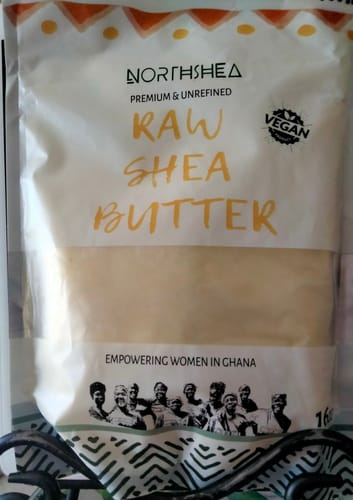 NORTHSHEA
PREMIUM & UNREFINED
RAW
VEGAN
SHEA
BUTTER
EMPOWERING WOMEN IN GHANA